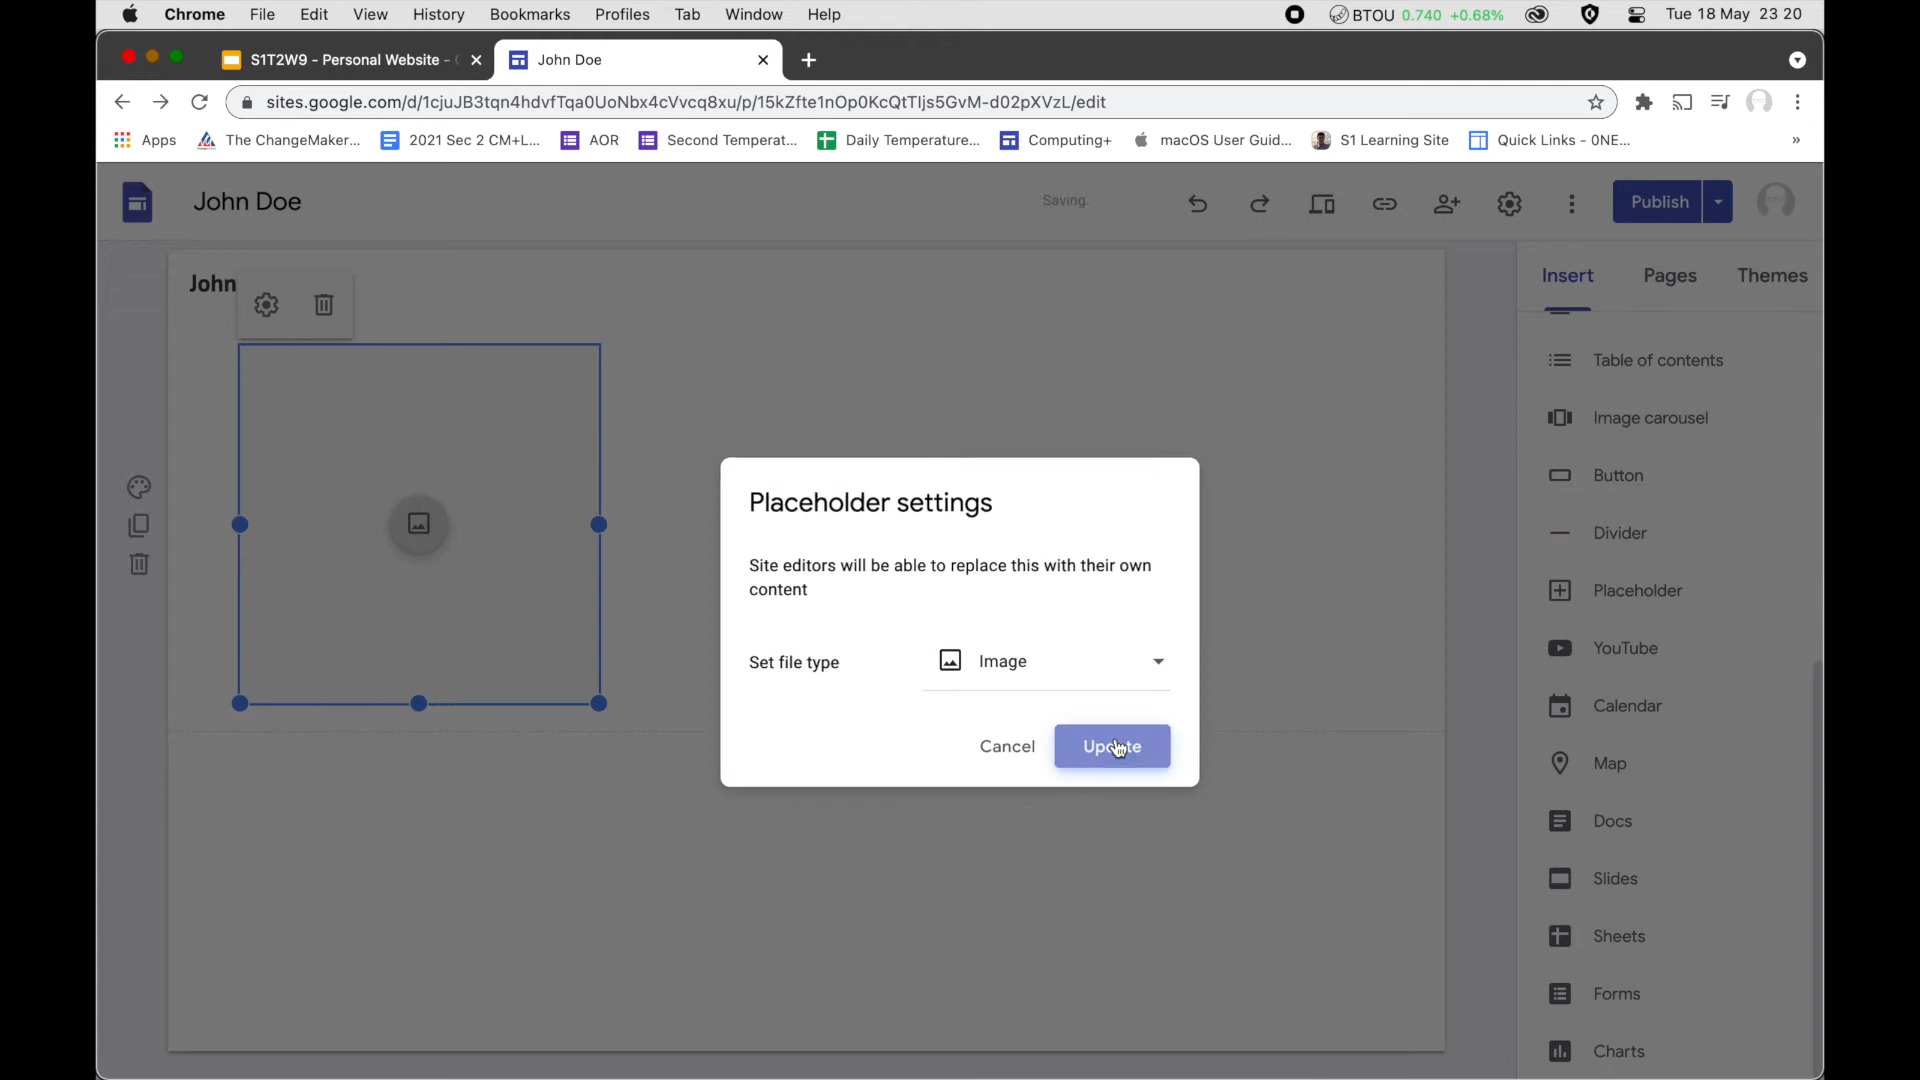 Chrome File Edit View History Bookmarks Profiles Tab Window Help BTOU 0.740 +0.68% Tue 18 May 23 20
S1T2W9 - Personal Website - John Doe
sites.google.com/d/1cjuJB3tqn4hdvfTqa0UoNbx4cVvcq8xu/p/15kZfte1nOp0KcQtTIjs5GvM-d02pXVzL/edit
Apps The ChangeMaker... 2021 Sec 2 CM+L... AOR Second Temperat... Daily Temperature... Computing+ macOS User Guid... S1 Learning Site Quick Links - 0NE... »
John Doe Saving. Publish
John
Insert Pages Themes
Table of contents
Image carousel
Button
Divider
Placeholder
YouTube
Calendar
Map
Docs
Slides
Sheets
Forms
Charts
Placeholder settings
Site editors will be able to replace this with their own
content
Set file type Image
Cancel Update